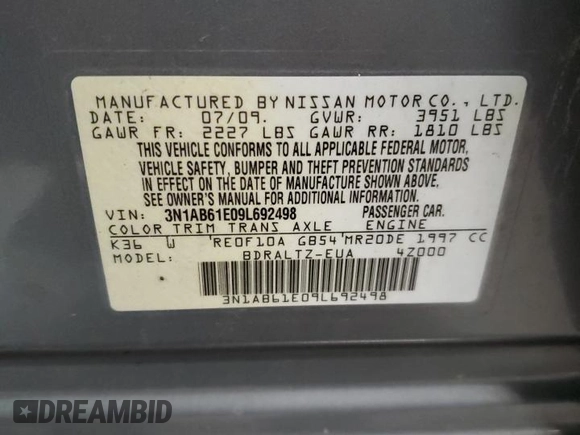 MANUFACTURED BY NISSAN MOTOR CO., LTD.
DATE: 07/09. GVWR: 3951 LBS
GAWR FR: 2227 LBS GAWR RR: 1810 LBS
THIS VEHICLE CONFORMS TO ALL APPLICABLE FEDERAL MOTOR,
VEHICLE SAFETY, BUMPER AND THEFT PREVENTION STANDARDS
IN EFFECT ON THE DATE OF MANUFACTURE SHOWN ABOVE.
SEE OWNER'S MANUAL FOR ADDITIONAL INFORMATION.
VIN: 3N1AB61E09L692498 PASSENGER CAR.
COLOR TRIM TRANS AXLE ENGINE
K36 W RE0F10A GB54 MR20DE 1997 CC
MODEL: BDRALTZ-EUA 4Z000
3N1AB61E09L692498
DREAMBID